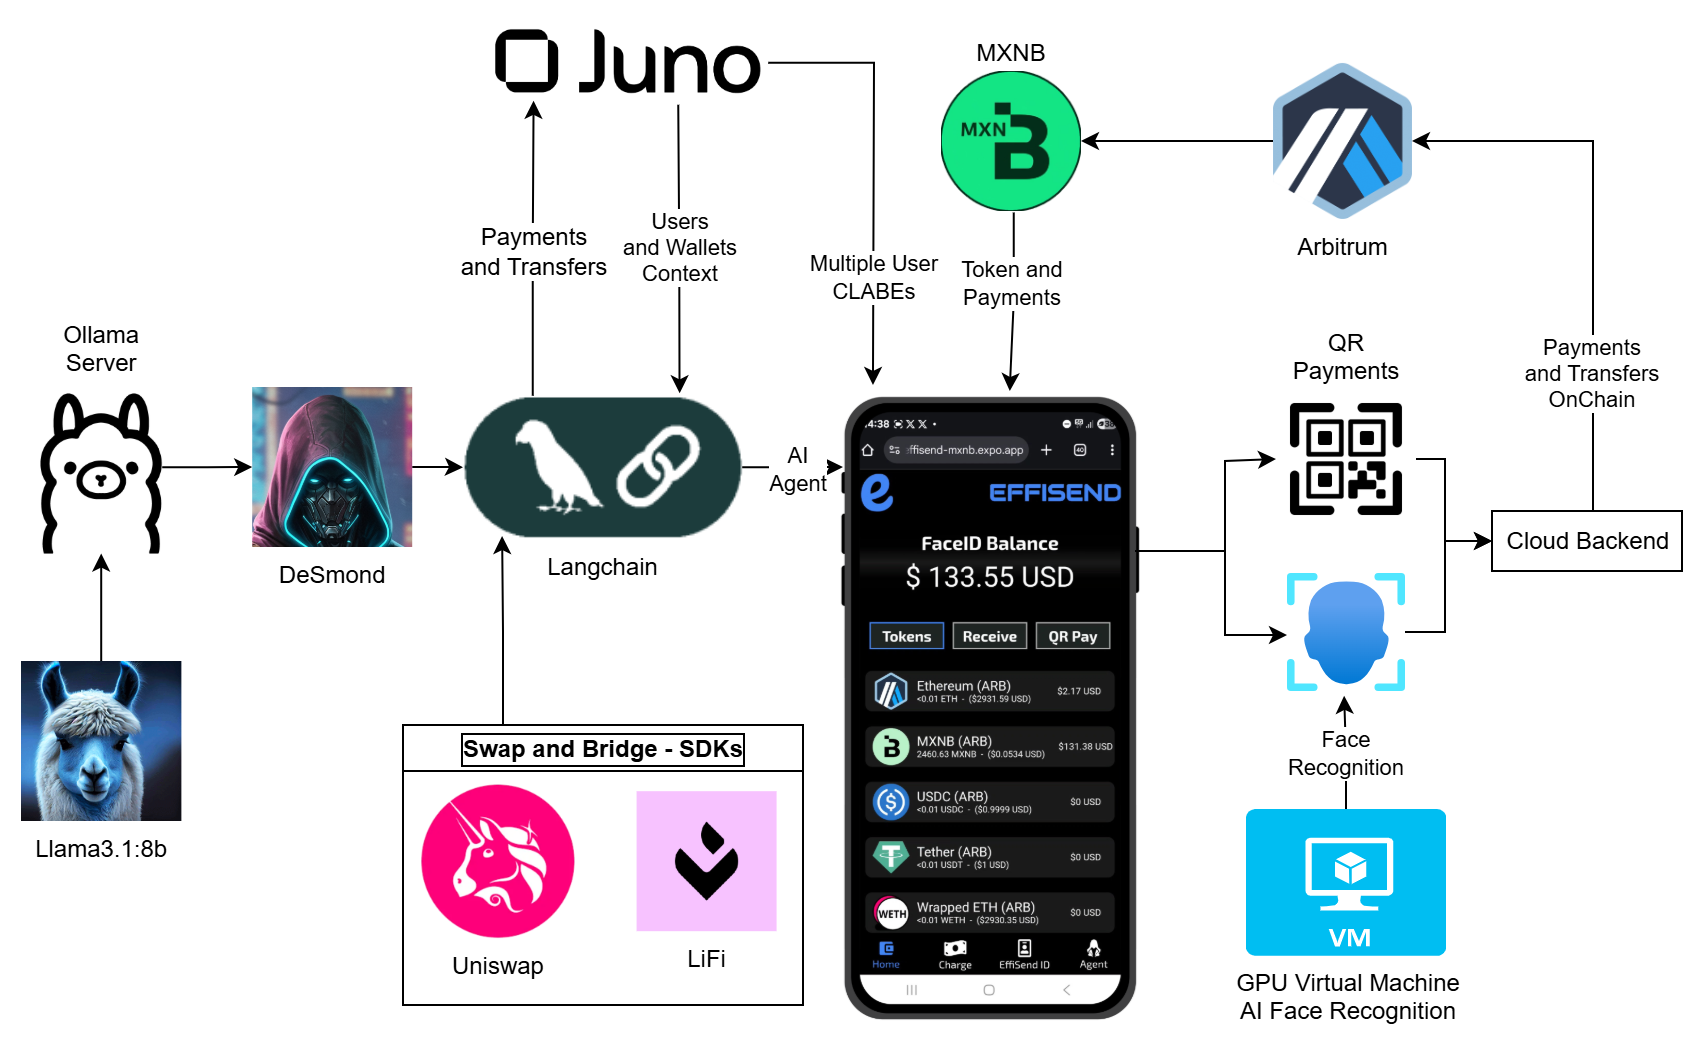 Juno
MXNB
MXN
B
Arbitrum
Payments
and Transfers
Users
and Wallets
Context
Multiple User
CLABEs
Token and
Payments
Payments
and Transfers
OnChain
Ollama
Server
DeSmond
Langchain
AI
Agent
QR
Payments
Cloud Backend
Face
Recognition
VM
GPU Virtual Machine
AI Face Recognition
Llama3.1:8b
Swap and Bridge - SDKs
Uniswap
LiFi
4:38
ffisend-mxnb.expo.app
40
e
EFFISEND
FaceID Balance
$ 133.55 USD
Tokens
Receive
QR Pay
Ethereum (ARB)
<0.01 ETH - ($2931.59 USD)
$2.17 USD
B
MXNB (ARB)
2460.63 MXNB - ($0.0534 USD)
$131.38 USD
USDC (ARB)
<0.01 USDC - ($0.9999 USD)
$0 USD
Tether (ARB)
<0.01 USDT - ($1 USD)
$0 USD
WETH
Wrapped ETH (ARB)
<0.01 WETH - ($2930.35 USD)
$0 USD
Home
Charge
EffiSend ID
Agent